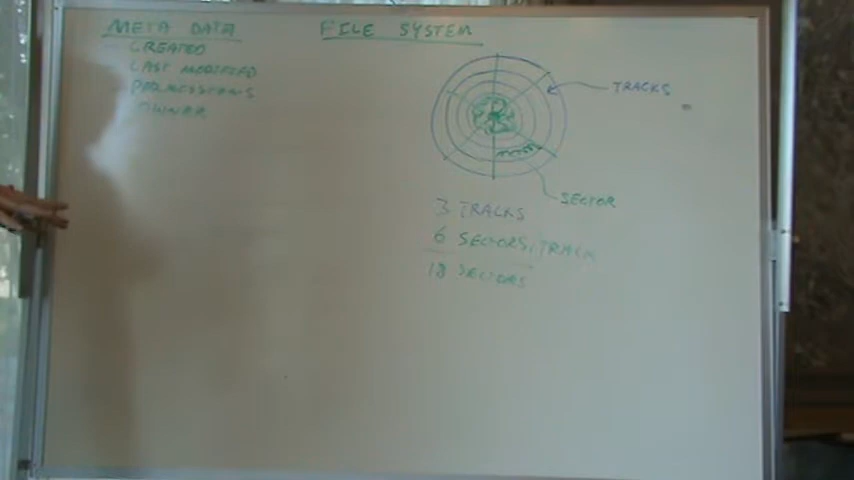 META DATA
CREATED
LAST MODIFIED
PERMISSIONS
OWNER
FILE SYSTEM
TRACKS
SECTOR
3 TRACKS
6 SECTORS/TRACK
18 SECTORS